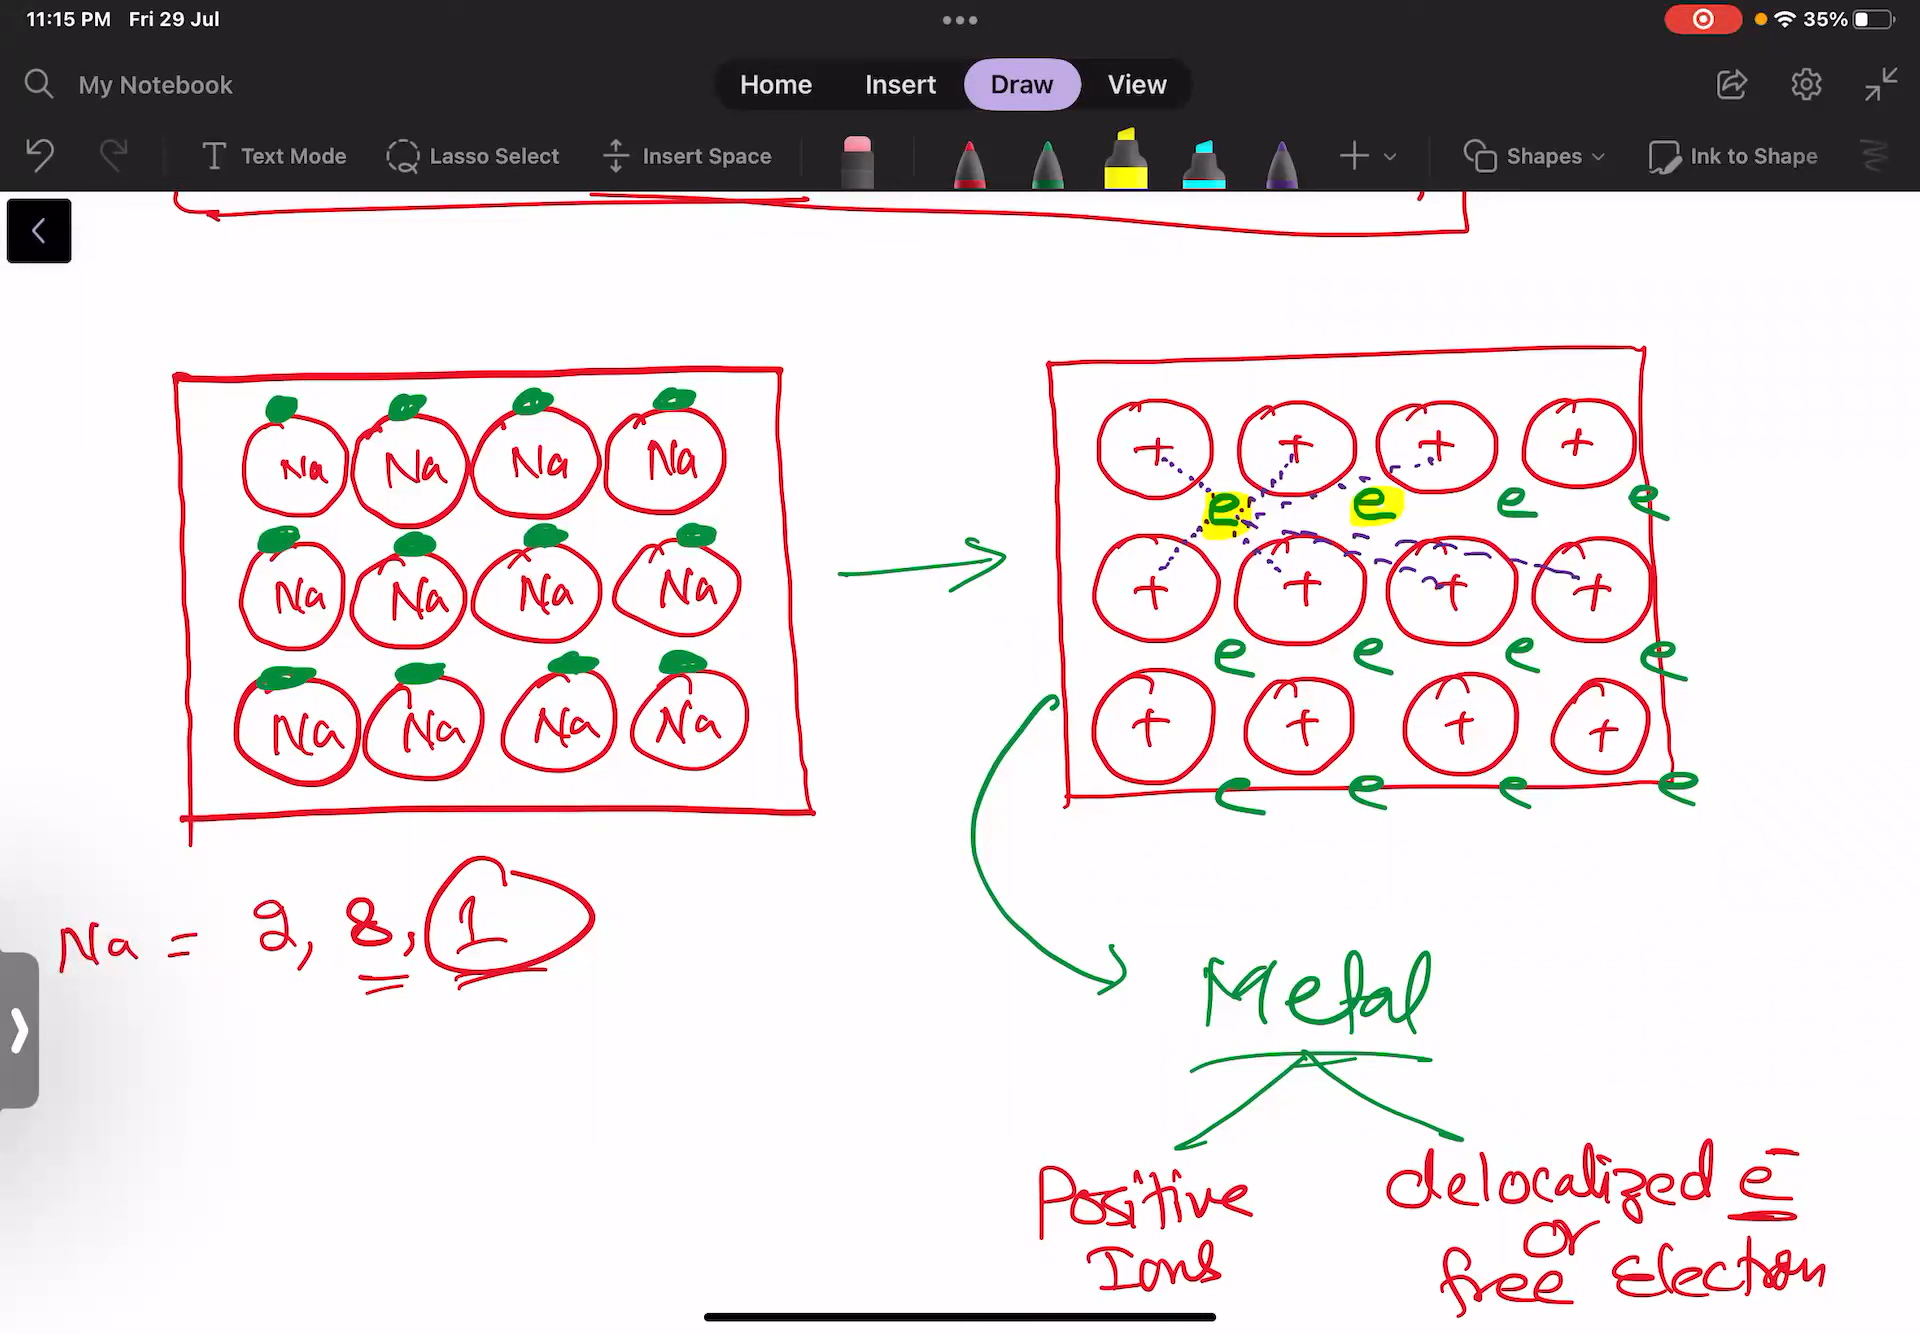 11:15 PM Fri 29 Jul
35%
My Notebook
Home Insert Draw View
Text Mode Lasso Select Insert Space Shapes Ink to Shape
Na Na Na Na
Na Na Na Na
Na Na Na Na
+ + + +
e e e e
+ + + +
e e e e
+ + + +
e e e e
Na = 2, 8, 1
Metal
Positive
Ions
delocalized e⁻
or
free Electron